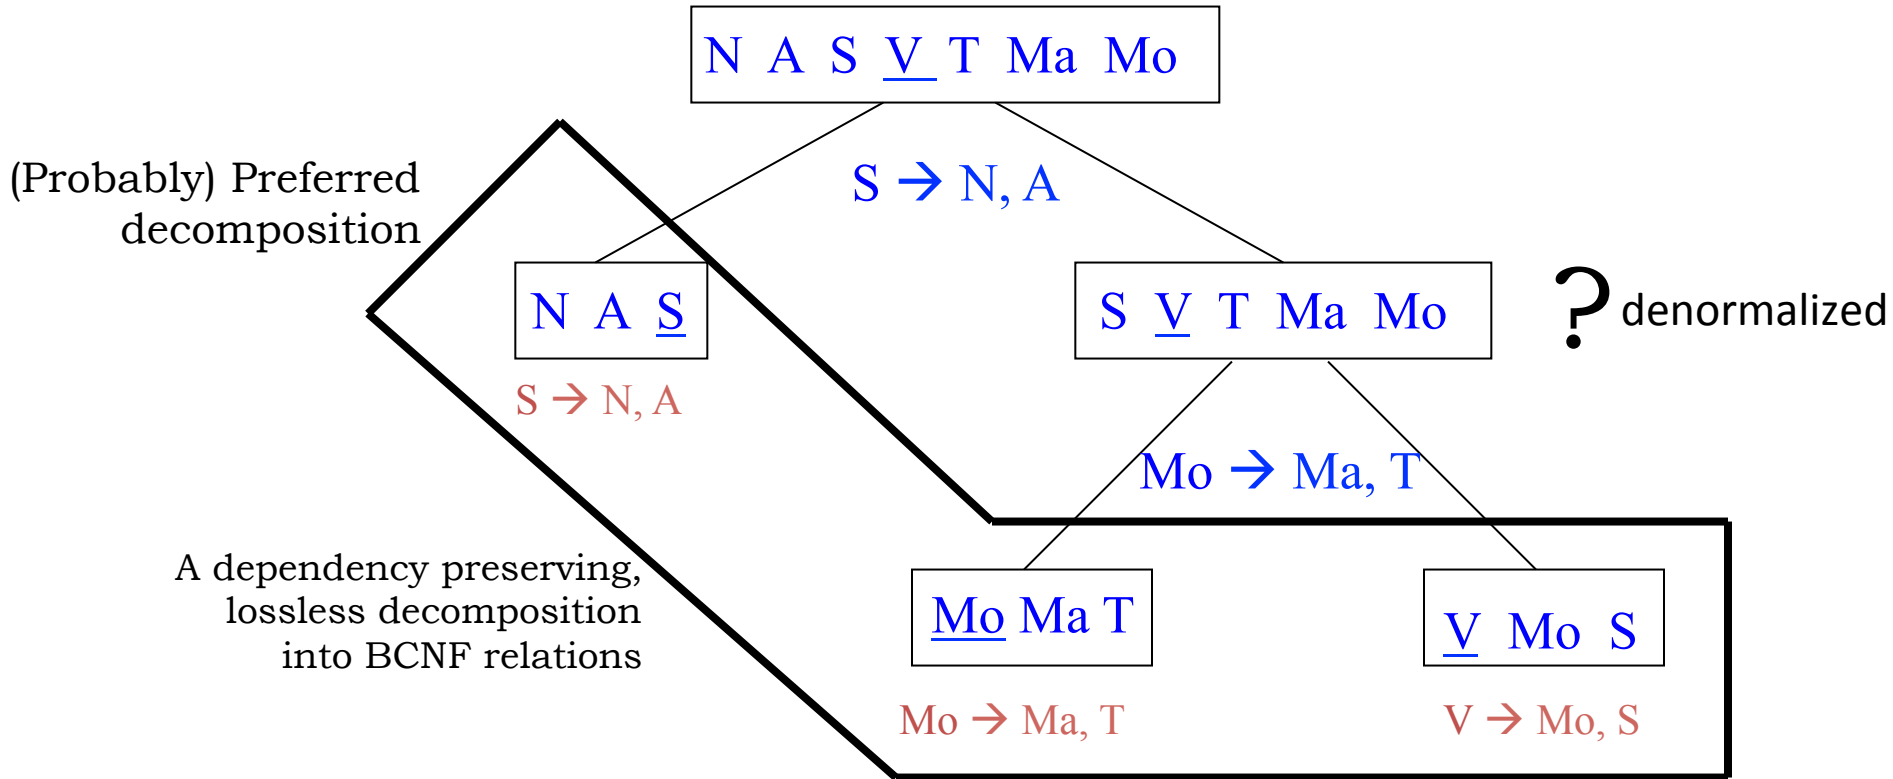 N A S V T Ma Mo
(Probably) Preferred
decomposition
S → N, A
N A S
S V T Ma Mo
? denormalized
S → N, A
Mo → Ma, T
A dependency preserving,
lossless decomposition
into BCNF relations
Mo Ma T
V Mo S
Mo → Ma, T
V → Mo, S